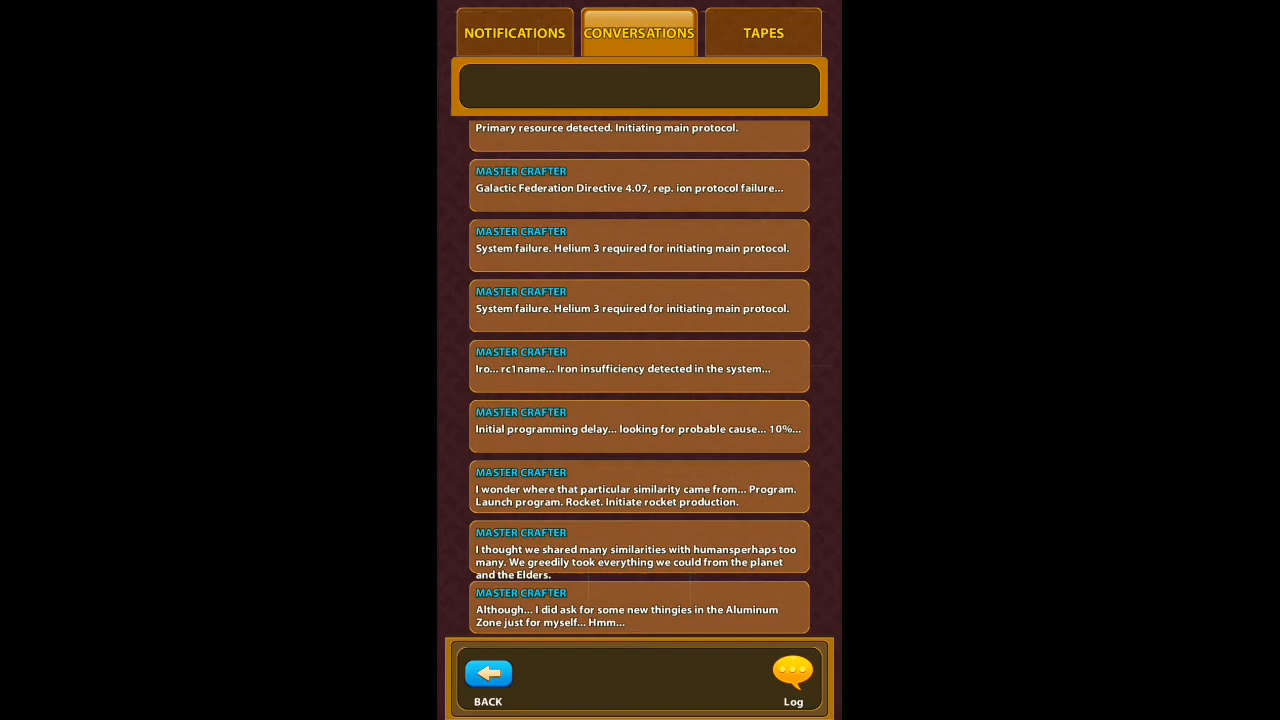 NOTIFICATIONS
CONVERSATIONS
TAPES
Primary resource detected. Initiating main protocol.
MASTER CRAFTER
Galactic Federation Directive 4.07, rep. ion protocol failure...
MASTER CRAFTER
System failure. Helium 3 required for initiating main protocol.
MASTER CRAFTER
System failure. Helium 3 required for initiating main protocol.
MASTER CRAFTER
Iro... rc1name... Iron insufficiency detected in the system...
MASTER CRAFTER
Initial programming delay... looking for probable cause... 10%...
MASTER CRAFTER
I wonder where that particular similarity came from... Program.
Launch program. Rocket. Initiate rocket production.
MASTER CRAFTER
I thought we shared many similarities with humansperhaps too
many. We greedily took everything we could from the planet
and the Elders.
MASTER CRAFTER
Although... I did ask for some new thingies in the Aluminum
Zone just for myself... Hmm...
BACK
Log